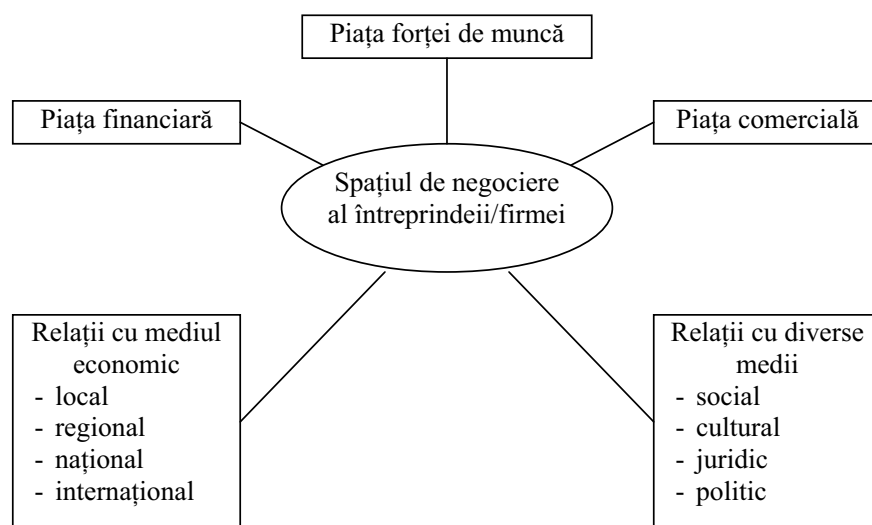 Piața forței de muncă
Piața financiară
Piața comercială
Spațiul de negociere
al întreprindeii/firmei
Relații cu mediul
economic
- local
- regional
- național
- internațional
Relații cu diverse
medii
- social
- cultural
- juridic
- politic